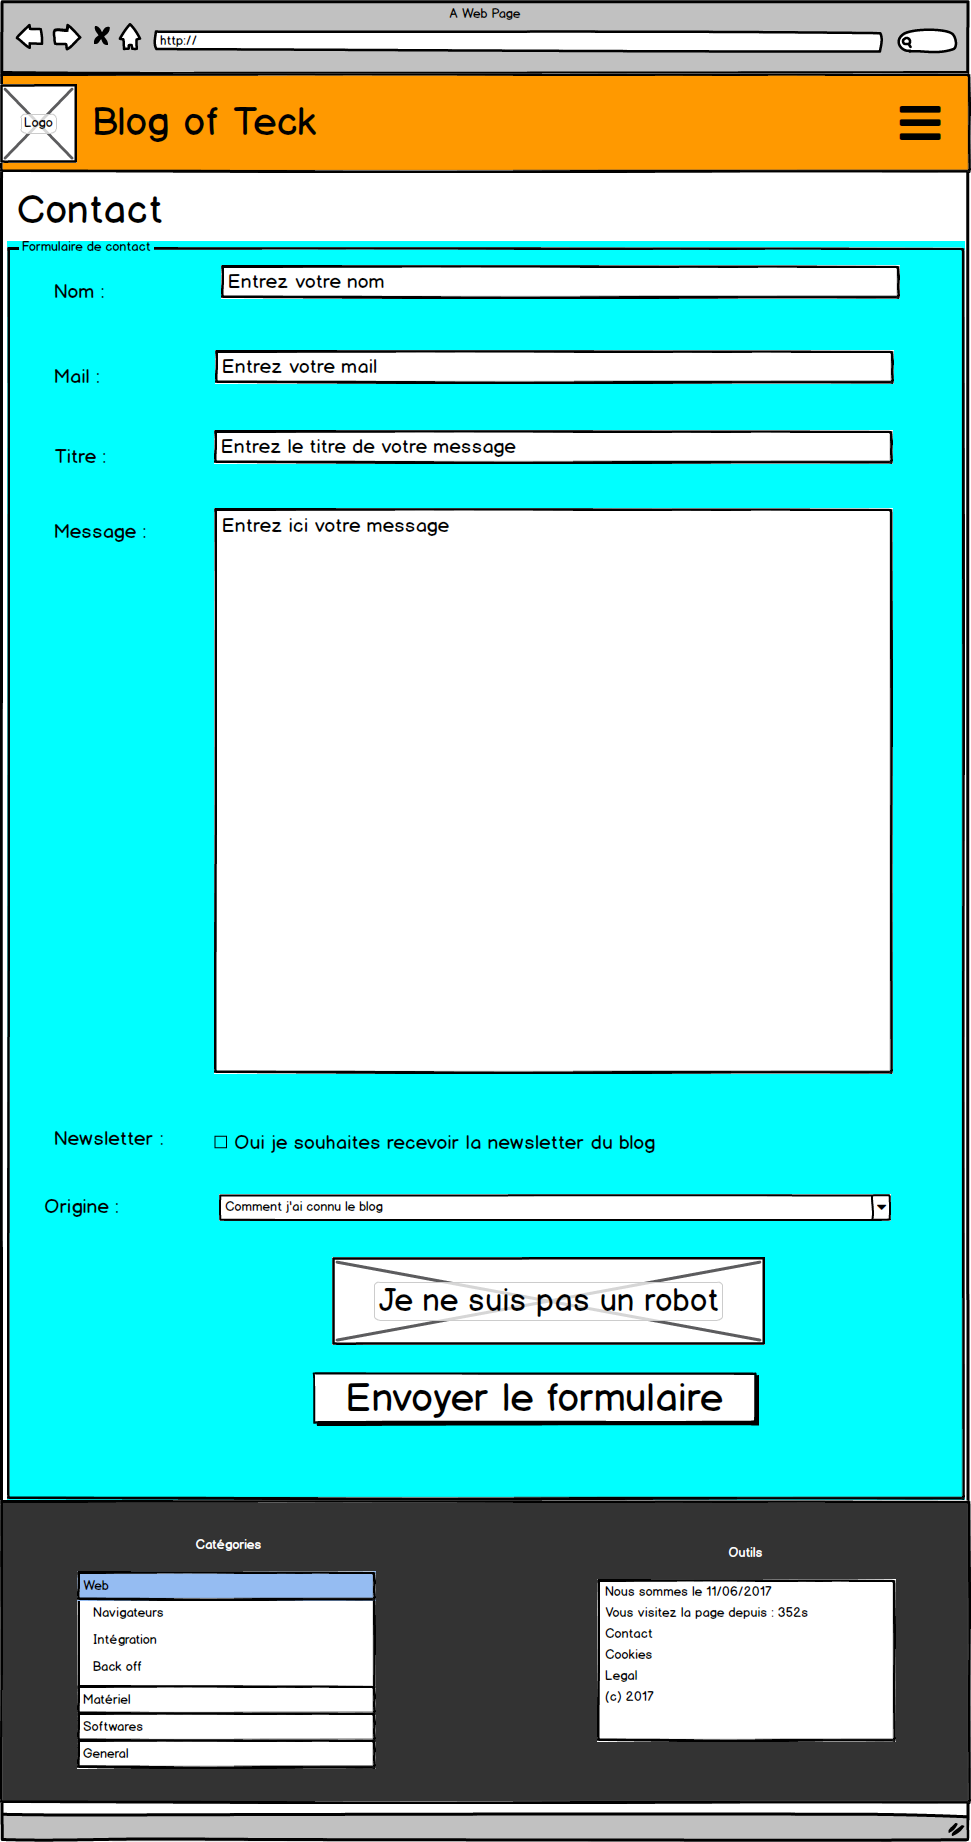 A Web Page
http://
Logo
Blog of Teck
Contact
Formulaire de contact
Nom :
Entrez votre nom
Mail :
Entrez votre mail
Titre :
Entrez le titre de votre message
Message :
Entrez ici votre message
Newsletter :
Oui je souhaites recevoir la newsletter du blog
Origine :
Comment j'ai connu le blog
Je ne suis pas un robot
Envoyer le formulaire
Catégories
Web
Navigateurs
Intégration
Back off
Matériel
Softwares
General
Outils
Nous sommes le 11/06/2017
Vous visitez la page depuis : 352s
Contact
Cookies
Legal
(c) 2017